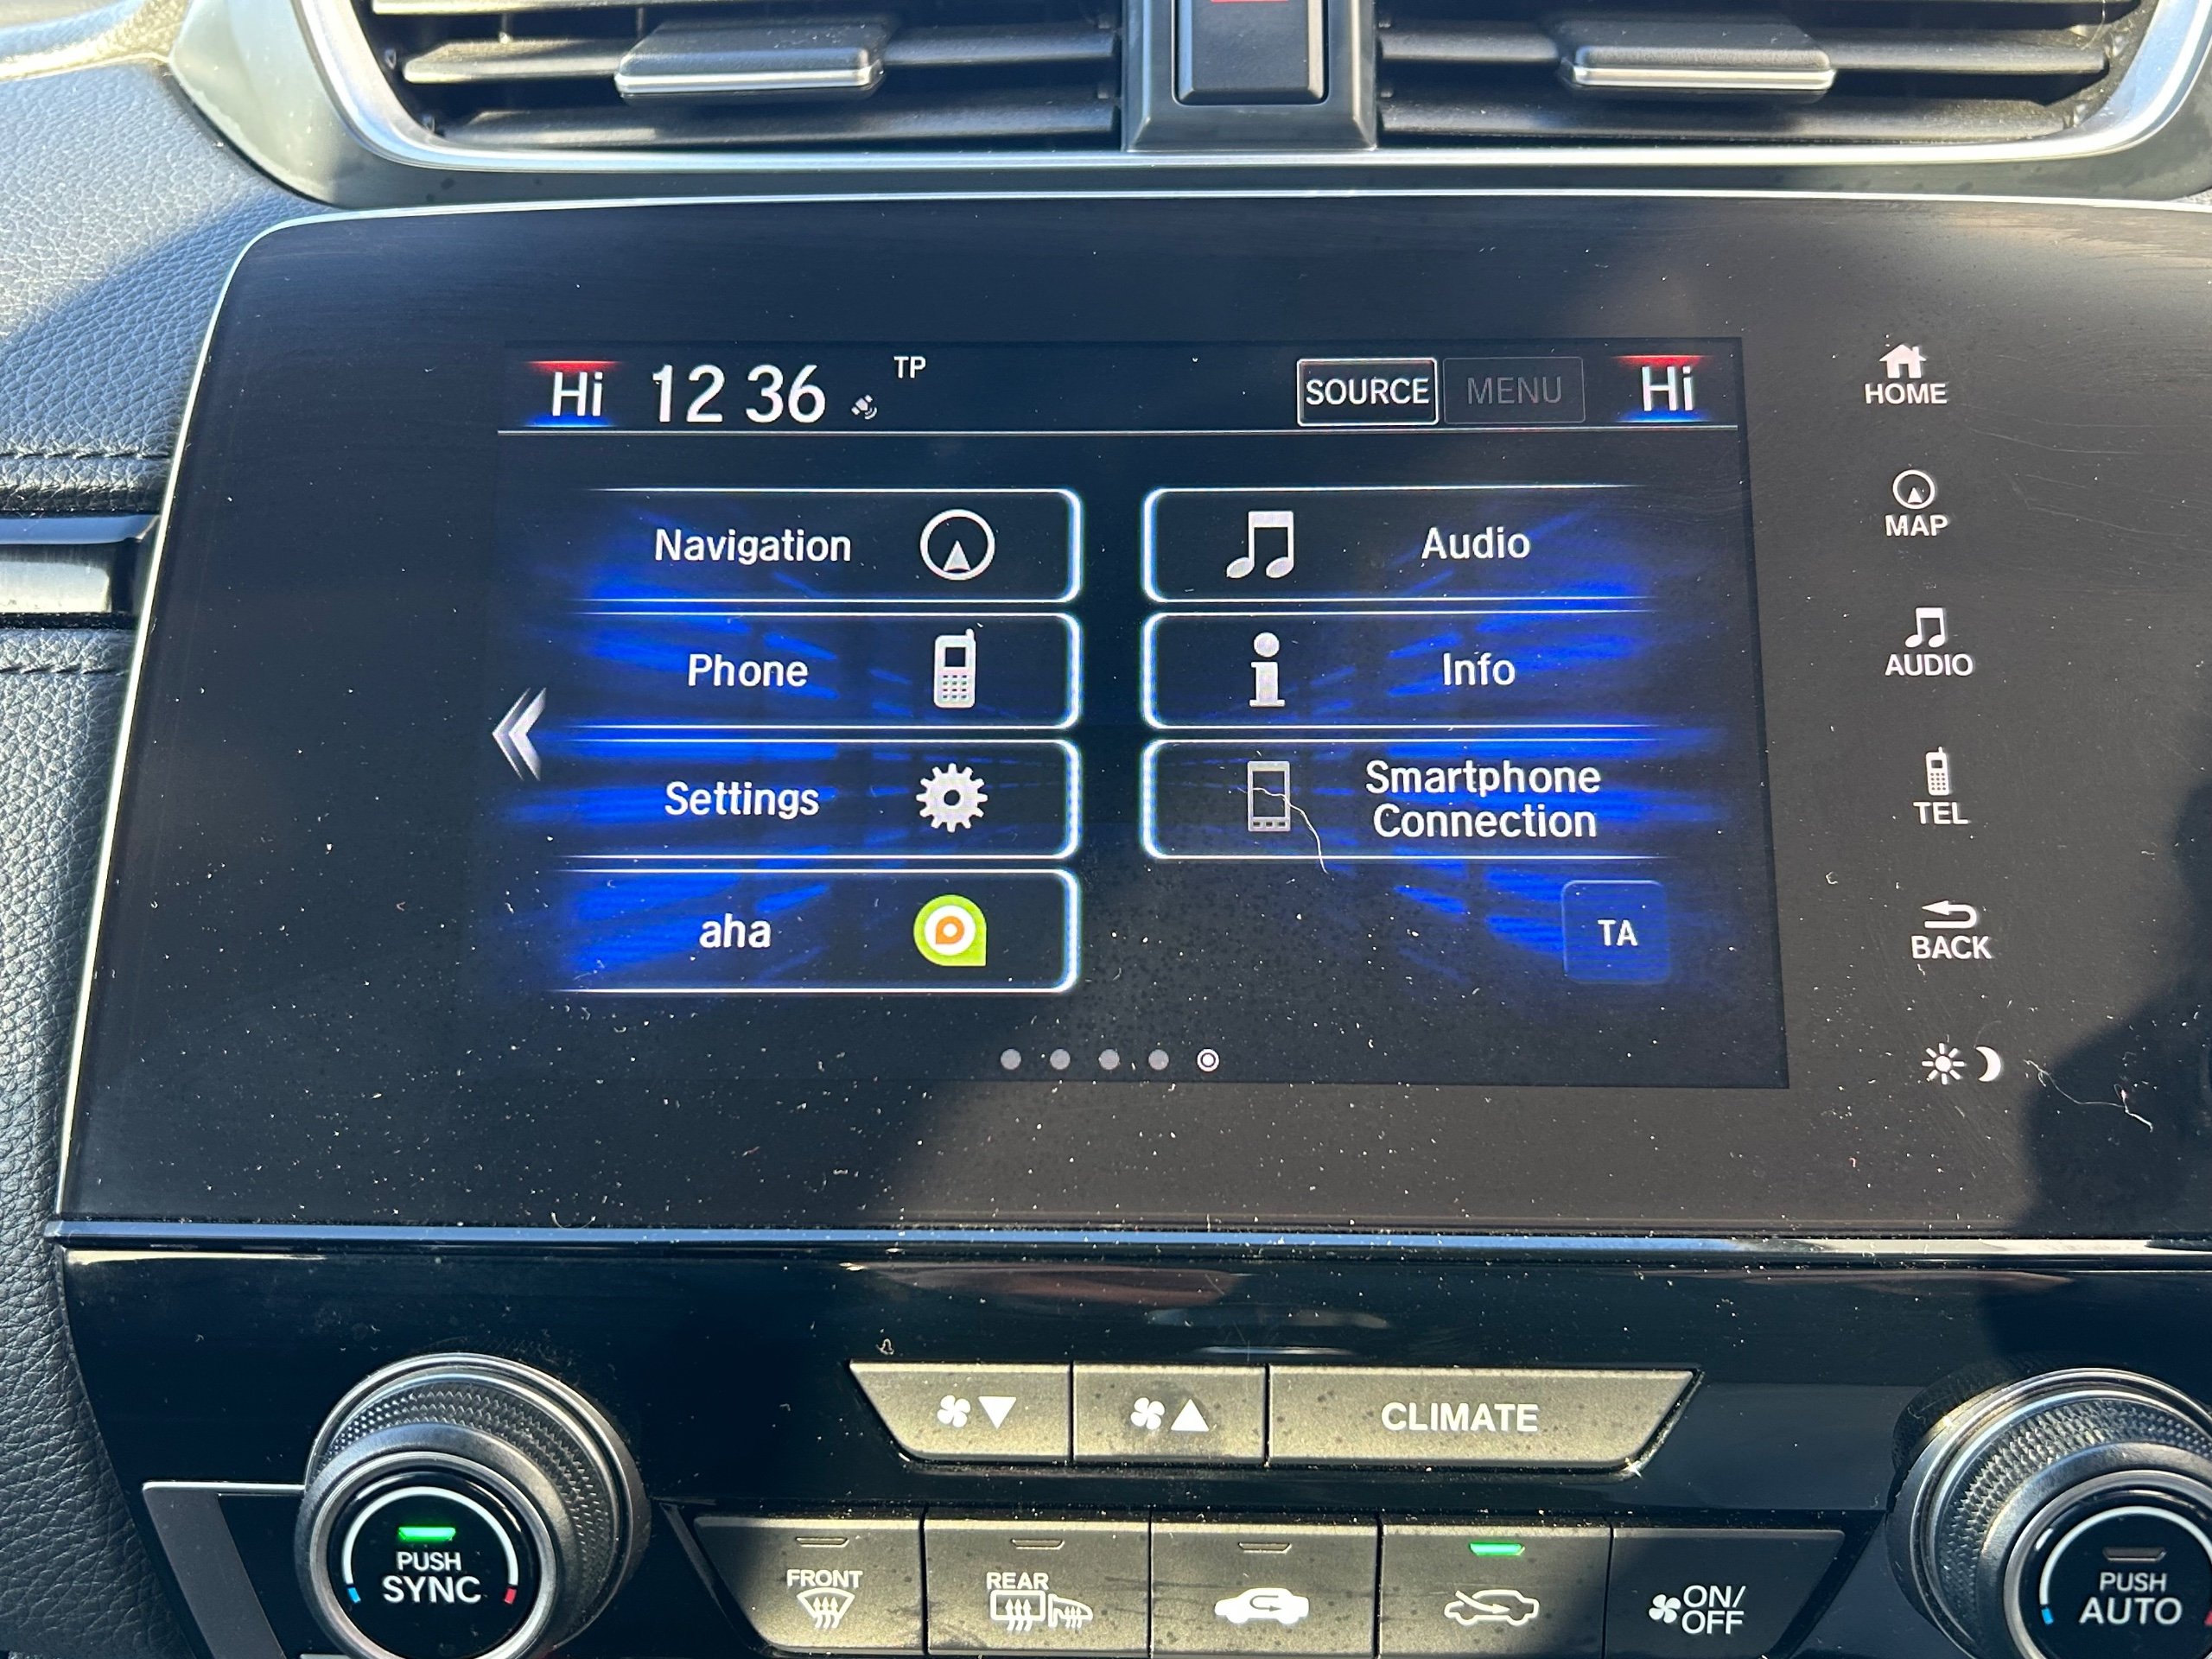 Hi 12 36 TP SOURCE MENU Hi
HOME
MAP
AUDIO
TEL
BACK
Navigation
Audio
Phone
Info
Settings
Smartphone
Connection
aha
TA
CLIMATE
PUSH
SYNC
FRONT
REAR
ON/
OFF
PUSH
AUTO